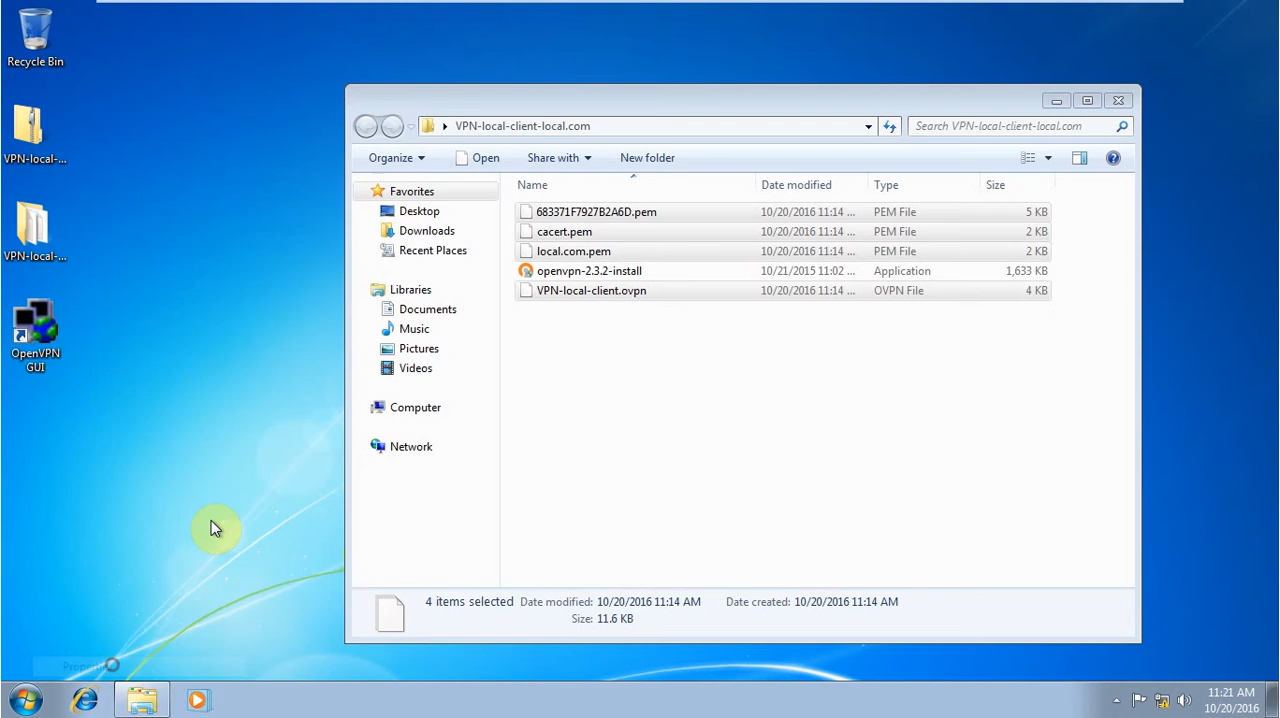 Recycle Bin
VPN-local-...
VPN-local-...
OpenVPN
GUI
VPN-local-client-local.com
Search VPN-local-client-local.com
Organize
Open
Share with
New folder
Favorites
Desktop
Downloads
Recent Places
Libraries
Documents
Music
Pictures
Videos
Computer
Network
Name Date modified Type Size
683371F7927B2A6D.pem 10/20/2016 11:14 ... PEM File 5 KB
cacert.pem 10/20/2016 11:14 ... PEM File 2 KB
local.com.pem 10/20/2016 11:14 ... PEM File 2 KB
openvpn-2.3.2-install 10/21/2015 11:02 ... Application 1,633 KB
VPN-local-client.ovpn 10/20/2016 11:14 ... OVPN File 4 KB
4 items selected Date modified: 10/20/2016 11:14 AM Date created: 10/20/2016 11:14 AM
Size: 11.6 KB
11:21 AM
10/20/2016